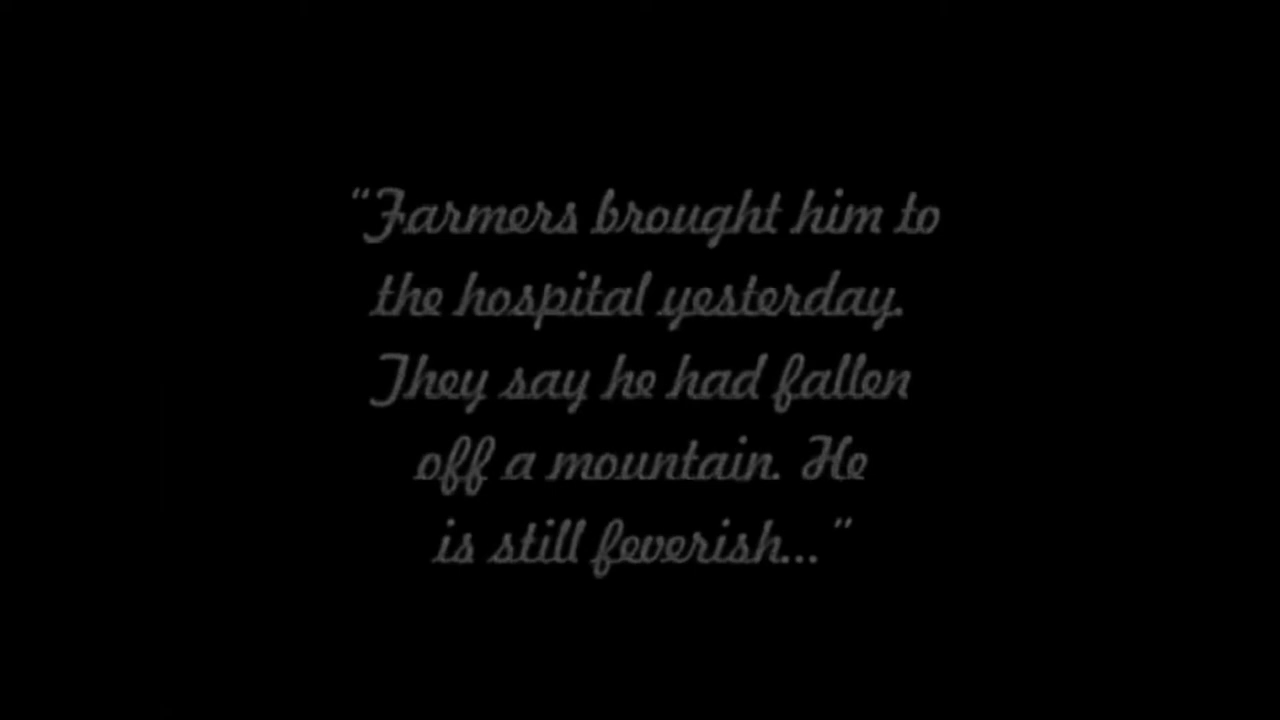 “Farmers brought him to
the hospital yesterday.
They say he had fallen
off a mountain. He
is still feverish...”